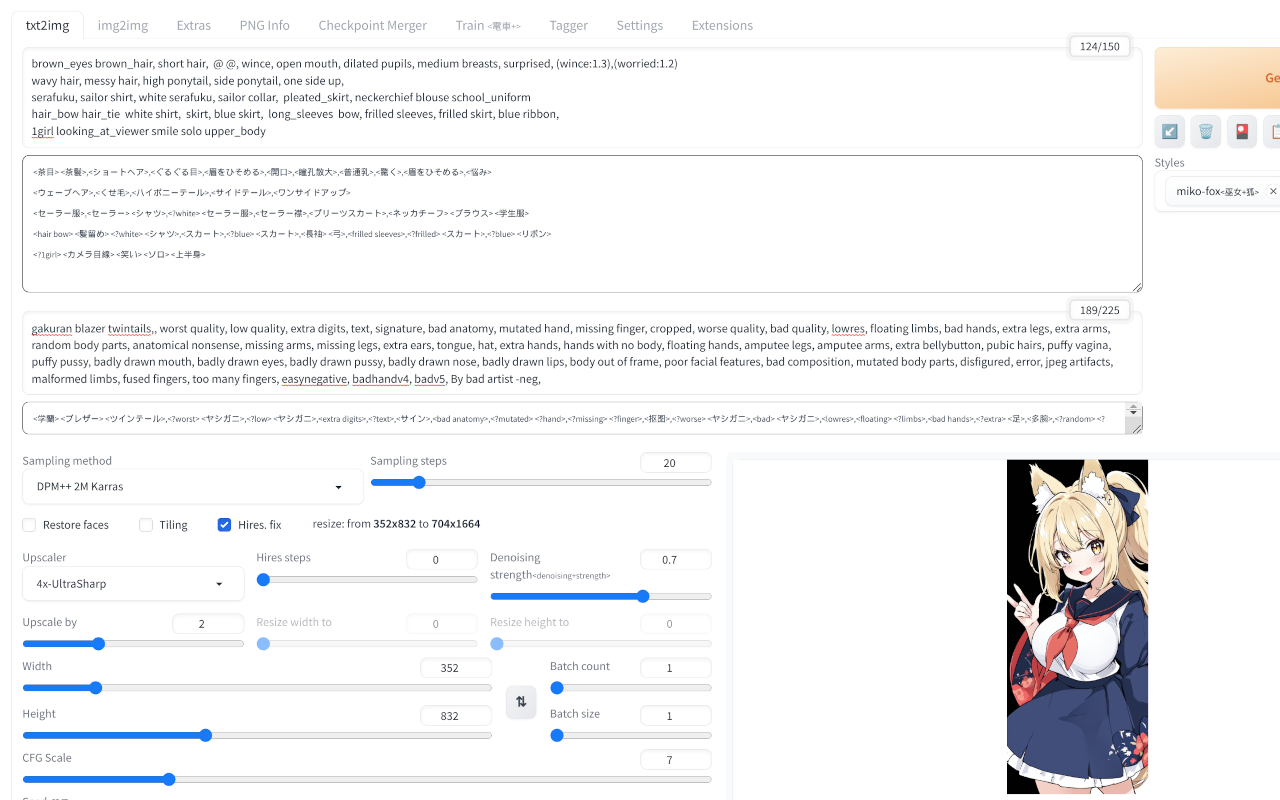 txt2img img2img Extras PNG Info Checkpoint Merger Train <電車+> Tagger Settings Extensions
124/150
brown_eyes brown_hair, short hair, @ @, wince, open mouth, dilated pupils, medium breasts, surprised, (wince:1.3),(worried:1.2)
wavy hair, messy hair, high ponytail, side ponytail, one side up,
serafuku, sailor shirt, white serafuku, sailor collar, pleated_skirt, neckerchief blouse school_uniform
hair_bow hair_tie white shirt, skirt, blue skirt, long_sleeves bow, frilled sleeves, frilled skirt, blue ribbon,
1girl looking_at_viewer smile solo upper_body
Ge
<茶目><茶髪>,<ショートヘア>,<ぐるぐる目>,<眉をひそめる>,<開口>,<瞳孔散大>,<普通乳>,<驚く>,<眉をひそめる>,<悩み>
<ウェーブヘア>,<くせ毛>,<ハイポニーテール>,<サイドテール>,<ワンサイドアップ>
<セーラー服>,<セーラー> <シャツ>,<?white> <セーラー服>,<セーラー襟>,<プリーツスカート>,<ネッカチーフ> <ブラウス> <学生服>
<hair bow> <髪留め> <?white> <シャツ>,<スカート>,<?blue> <スカート>,<長袖> <弓>,<frilled sleeves>,<?frilled> <スカート>,<?blue> <リボン>
<?1girl> <カメラ目線> <笑い> <ソロ> <上半身>
Styles
miko-fox<巫女+狐> ×
189/225
gakuran blazer twintails,, worst quality, low quality, extra digits, text, signature, bad anatomy, mutated hand, missing finger, cropped, worse quality, bad quality, lowres, floating limbs, bad hands, extra legs, extra arms,
random body parts, anatomical nonsense, missing arms, missing legs, extra ears, tongue, hat, extra hands, hands with no body, floating hands, amputee legs, amputee arms, extra bellybutton, pubic hairs, puffy vagina,
puffy pussy, badly drawn mouth, badly drawn eyes, badly drawn pussy, badly drawn nose, badly drawn lips, body out of frame, poor facial features, bad composition, mutated body parts, disfigured, error, jpeg artifacts,
malformed limbs, fused fingers, too many fingers, easynegative, badhandv4, badv5, By bad artist -neg,
<学蘭> <ブレザー> <ツインテール>,,<?worst> <ヤシガニ>,<?low> <ヤシガニ>,<extra digits>,<?text>,<サイン>,<bad anatomy>,<?mutated> <?hand>,<?missing> <?finger>,<抠图>,<?worse> <ヤシガニ>,<bad> <ヤシガニ>,<lowres>,<floating> <?limbs>,<bad hands>,<?extra> <足>,<多腕>,<?random> <?
Sampling method
DPM++ 2M Karras
Sampling steps 20
Restore faces Tiling Hires. fix resize: from 352x832 to 704x1664
Upscaler
4x-UltraSharp
Hires steps 0
Denoising 0.7
strength<denoising+strength>
Upscale by 2 Resize width to 0 Resize height to 0
Width 352 Batch count 1
Height 832 Batch size 1
CFG Scale 7